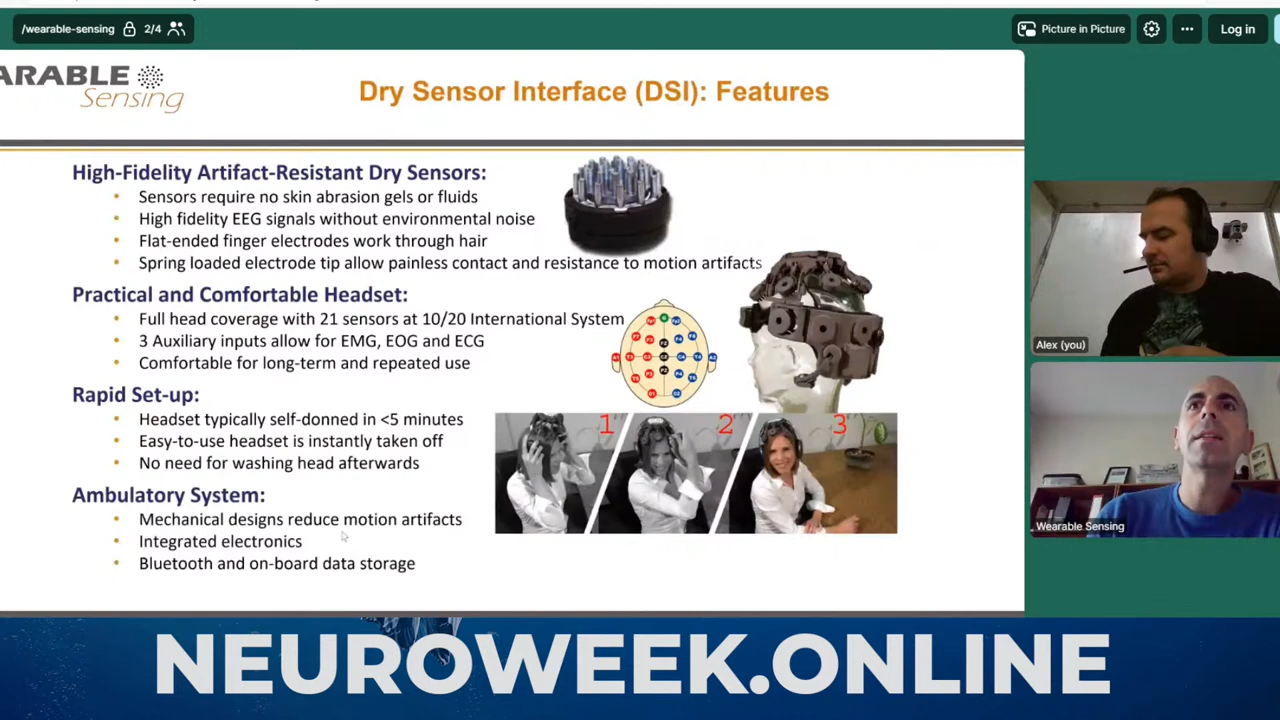 /wearable-sensing 2/4
Picture in Picture
Log in
ARABLE
Sensing
Dry Sensor Interface (DSI): Features
High-Fidelity Artifact-Resistant Dry Sensors:
• Sensors require no skin abrasion gels or fluids
• High fidelity EEG signals without environmental noise
• Flat-ended finger electrodes work through hair
• Spring loaded electrode tip allow painless contact and resistance to motion artifacts
Practical and Comfortable Headset:
• Full head coverage with 21 sensors at 10/20 International System
• 3 Auxiliary inputs allow for EMG, EOG and ECG
• Comfortable for long-term and repeated use
Rapid Set-up:
• Headset typically self-donned in <5 minutes
• Easy-to-use headset is instantly taken off
• No need for washing head afterwards
1 2 3
Ambulatory System:
• Mechanical designs reduce motion artifacts
• Integrated electronics
• Bluetooth and on-board data storage
Alex (you)
Wearable Sensing
NEUROWEEK.ONLINE